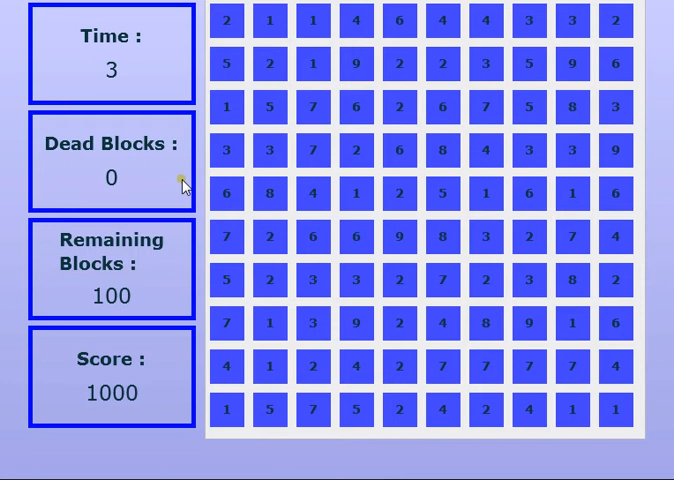 Time :
3
Dead Blocks :
0
Remaining
Blocks :
100
Score :
1000
2 1 1 4 6 4 4 3 3 2
5 2 1 9 2 2 3 5 9 6
1 5 7 6 2 6 7 5 8 3
3 3 7 2 6 8 4 3 3 9
6 8 4 1 2 5 1 6 1 6
7 2 6 6 9 8 3 2 7 4
5 2 3 3 2 7 2 3 8 2
7 1 3 9 2 4 8 9 1 6
4 1 2 4 2 7 7 7 7 4
1 5 7 5 2 4 2 4 1 1